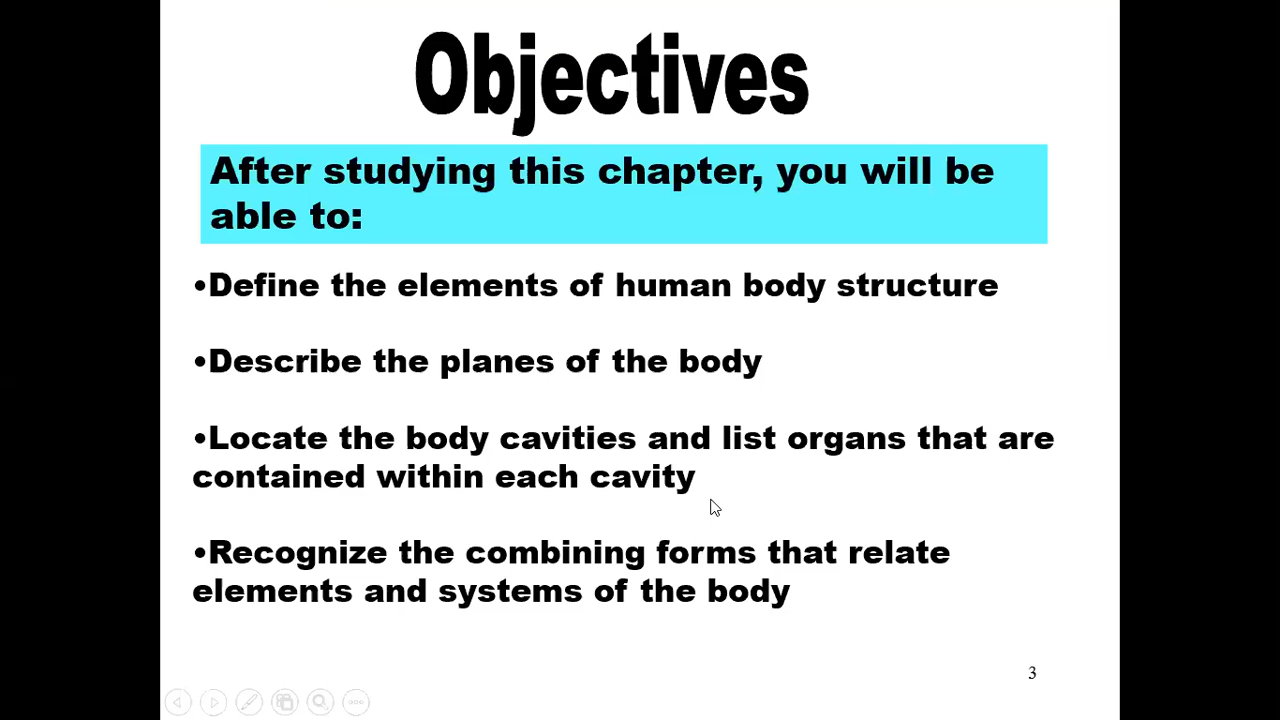 Objectives
After studying this chapter, you will be
able to:
•Define the elements of human body structure
•Describe the planes of the body
•Locate the body cavities and list organs that are
contained within each cavity
•Recognize the combining forms that relate
elements and systems of the body
3